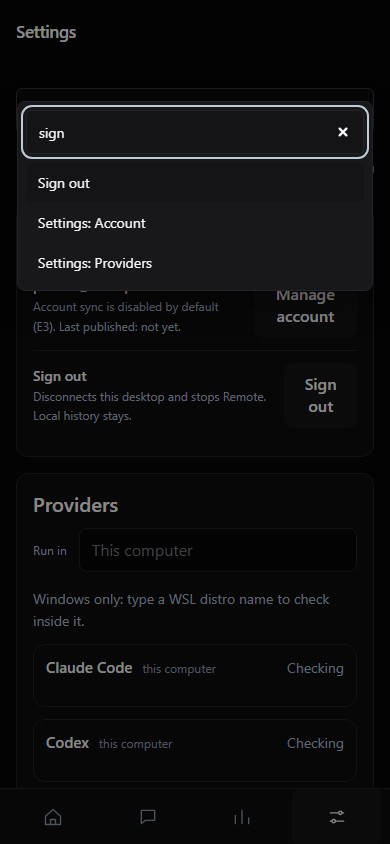 Settings
sign
Sign out
Settings: Account
Settings: Providers
Account sync is disabled by default
(E3). Last published: not yet.
Manage
account
Sign out
Disconnects this desktop and stops Remote.
Local history stays.
Sign
out
Providers
Run in
This computer
Windows only: type a WSL distro name to check
inside it.
Claude Code this computer Checking
Codex this computer Checking